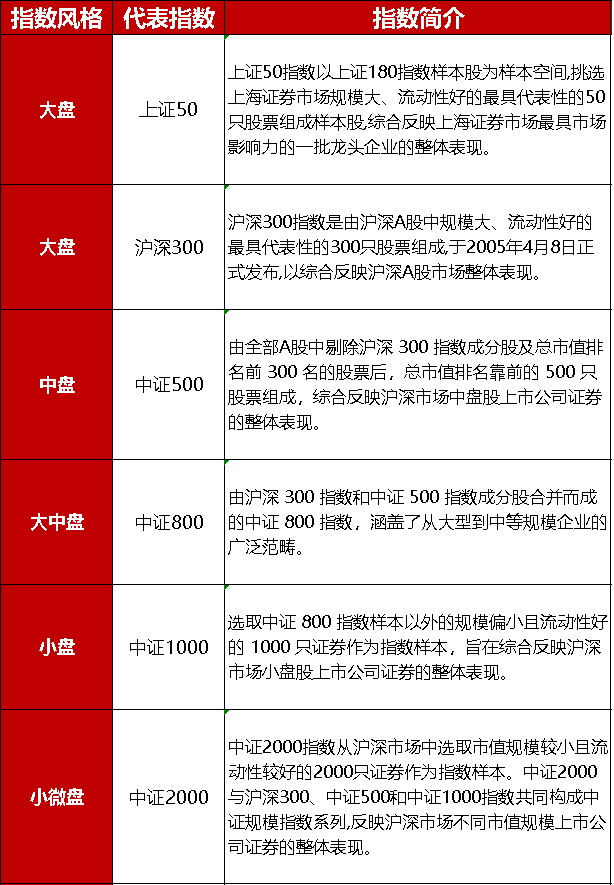 指数风格 代表指数 指数简介
大盘
上证50
上证50指数以上证180指数样本股为样本空间,挑选
上海证券市场规模大、流动性好的最具代表性的50
只股票组成样本股,综合反映上海证券市场最具市场
影响力的一批龙头企业的整体表现。
大盘
沪深300
沪深300指数是由沪深A股中规模大、流动性好的
最具代表性的300只股票组成,于2005年4月8日正
式发布,以综合反映沪深A股市场整体表现。
中盘
中证500
由全部A股中剔除沪深 300 指数成分股及总市值排
名前 300 名的股票后，总市值排名靠前的 500 只
股票组成，综合反映沪深市场中盘股上市公司证券
的整体表现。
大中盘
中证800
由沪深 300 指数和中证 500 指数成分股合并而成
的中证 800 指数，涵盖了从大型到中等规模企业的
广泛范畴。
小盘
中证1000
选取中证 800 指数样本以外的规模偏小且流动性好
的 1000 只证券作为指数样本，旨在综合反映沪深
市场小盘股上市公司证券的整体表现。
小微盘
中证2000
中证2000指数从沪深市场中选取市值规模较小且流
动性较好的2000只证券作为指数样本。中证2000
与沪深300、中证500和中证1000指数共同构成中
证规模指数系列,反映沪深市场不同市值规模上市公
司证券的整体表现。